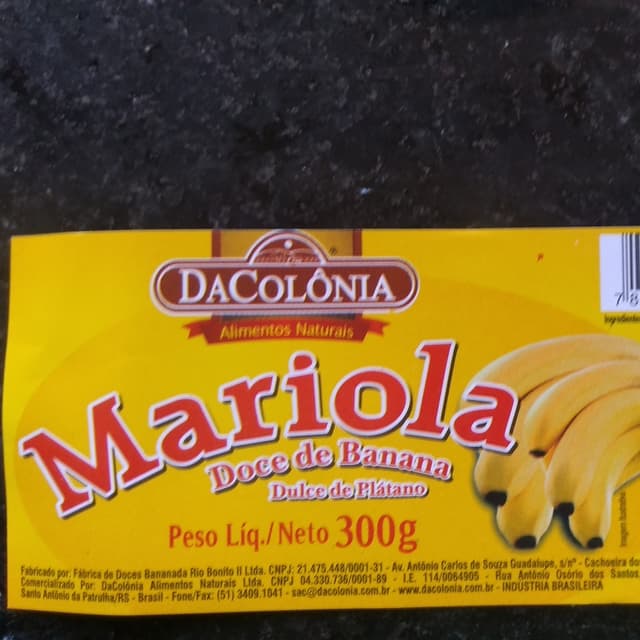 DACOLÔNIA
®
Alimentos Naturais
78
Ingrediente
Mariola
Doce de Banana
Dulce de Plátano
Peso Líq./Neto 300g
Imagem ilustrativa
Fabricado por: Fábrica de Doces Bananada Rio Bonito II Ltda. CNPJ: 21.475.448/0001-31 - Av. Antônio Carlos de Souza Guadalupe, s/nº - Cachoeira do
Comercializado Por: DaColônia Alimentos Naturais Ltda. CNPJ 04.330.736/0001-89 - I.E. 114/0064905 - Rua Antônio Osório dos Santos,
Santo Antônio da Patrulha/RS - Brasil - Fone/Fax: (51) 3409.1041 - sac@dacolonia.com.br - www.dacolonia.com.br - INDÚSTRIA BRASILEIRA